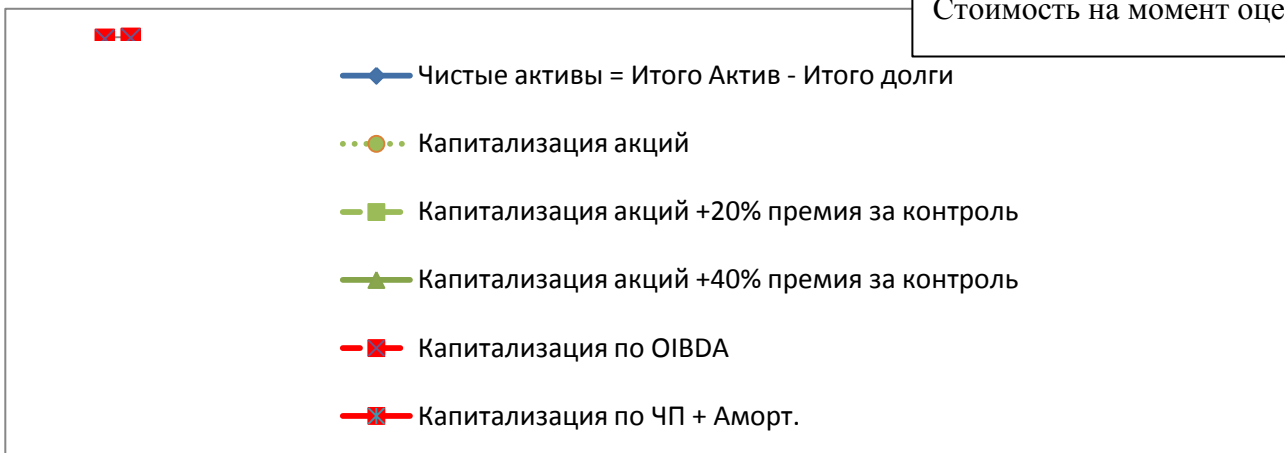 Стоимость на момент
Чистые активы = Итого Актив - Итого долги
Капитализация акций
Капитализация акций +20% премия за контроль
Капитализация акций +40% премия за контроль
Капитализация по OIBDA
Капитализация по ЧП + Аморт.